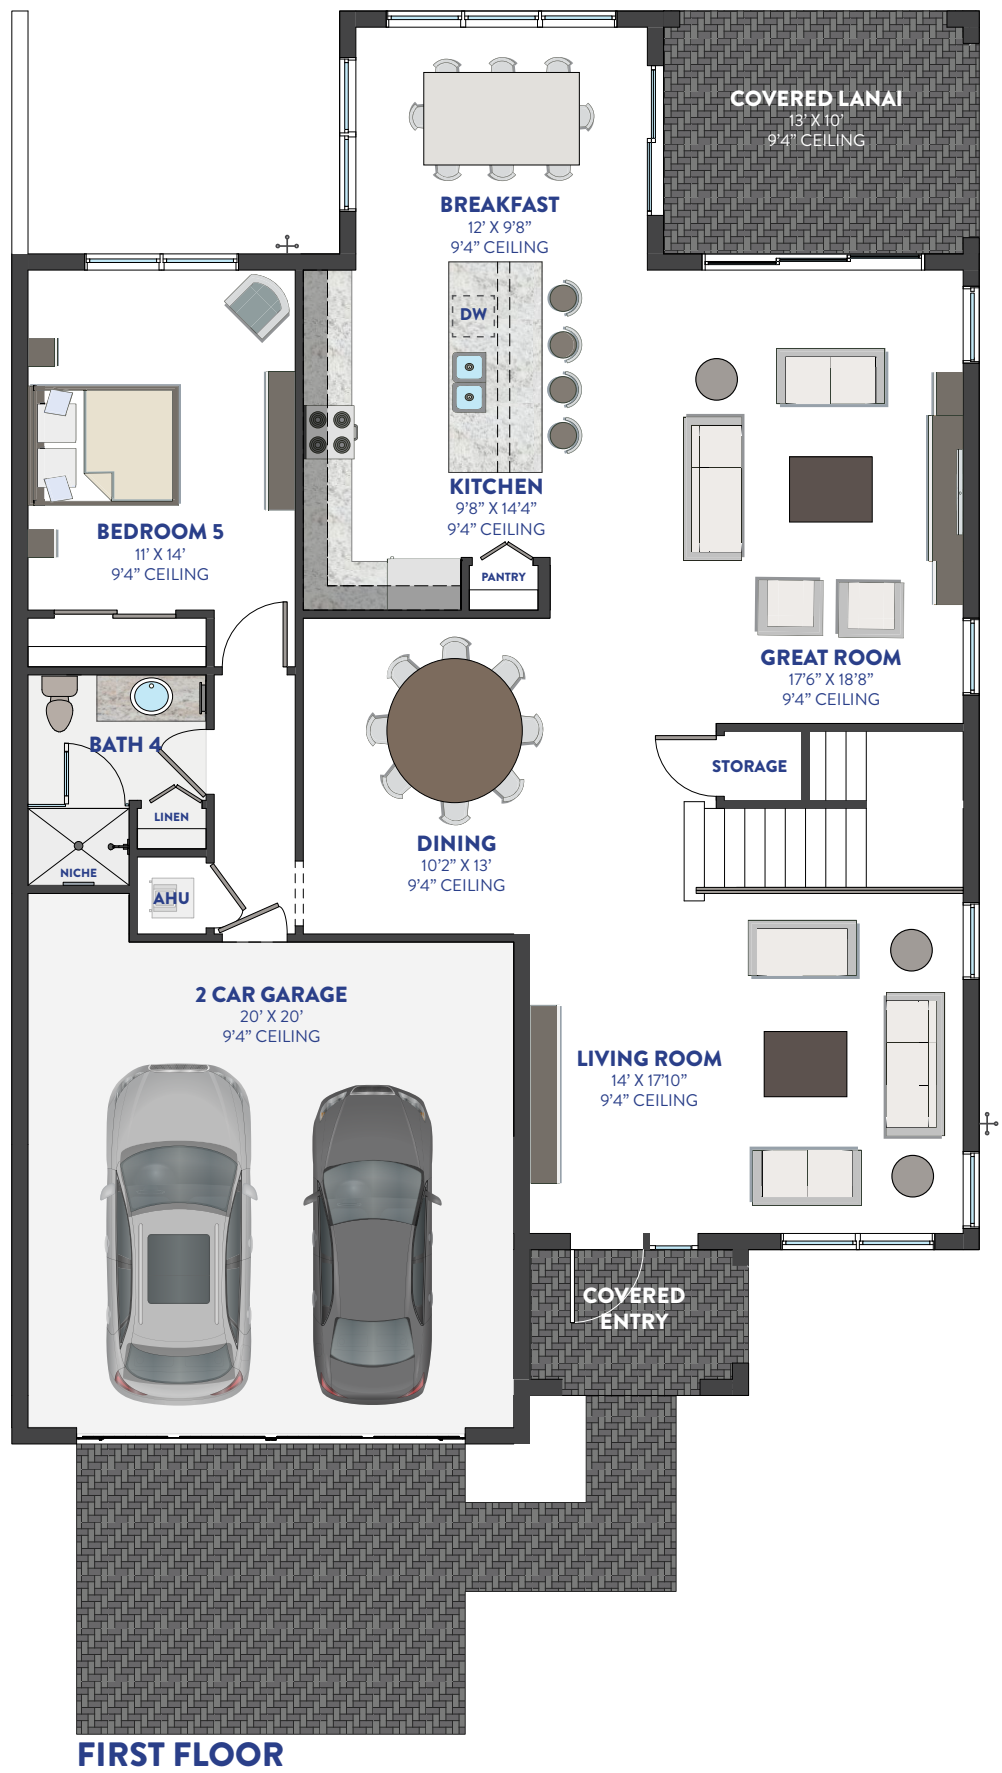 COVERED LANAI
13' X 10'
9'4" CEILING
BREAKFAST
12' X 9'8"
9'4" CEILING
DW
KITCHEN
9'8" X 14'4"
9'4" CEILING
PANTRY
BEDROOM 5
11' X 14'
9'4" CEILING
GREAT ROOM
17'6" X 18'8"
9'4" CEILING
BATH 4
STORAGE
LINEN
NICHE
AHU
DINING
10'2" X 13'
9'4" CEILING
2 CAR GARAGE
20' X 20'
9'4" CEILING
LIVING ROOM
14' X 17'10"
9'4" CEILING
COVERED
ENTRY
FIRST FLOOR